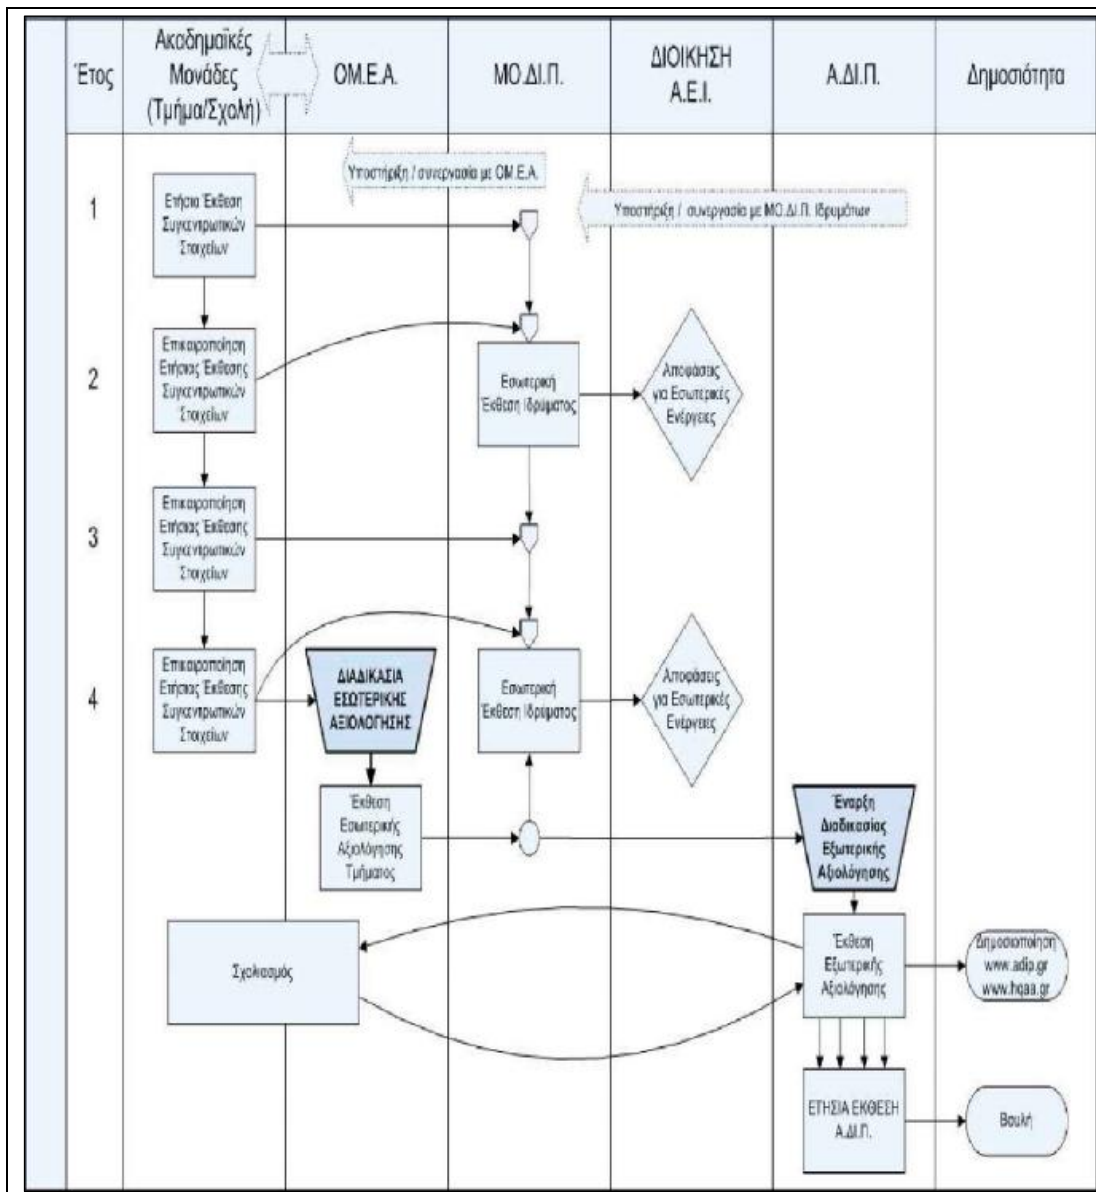 Έτος
Ακαδημαϊκές
Μονάδες
(Τμήμα/Σχολή)
ΟΜ.Ε.Α.
ΜΟ.ΔΙ.Π.
ΔΙΟΙΚΗΣΗ
Α.Ε.Ι.
Α.ΔΙ.Π.
Δημοσιότητα
Υποστήριξη / συνεργασία με ΟΜ.Ε.Α.
Υποστήριξη / συνεργασία με ΜΟ.ΔΙ.Π. Ιδρυμάτων
1
Ετήσια Έκθεση
Συγκεντρωτικών
Στοιχείων
2
Επικαιροποίηση
Ετήσιας Έκθεσης
Συγκεντρωτικών
Στοιχείων
Εσωτερική
Έκθεση Ιδρύματος
Αποφάσεις
για Εσωτερικές
Ενέργειες
3
Επικαιροποίηση
Ετήσιας Έκθεσης
Συγκεντρωτικών
Στοιχείων
4
Επικαιροποίηση
Ετήσιας Έκθεσης
Συγκεντρωτικών
Στοιχείων
ΔΙΑΔΙΚΑΣΙΑ
ΕΣΩΤΕΡΙΚΗΣ
ΑΞΙΟΛΟΓΗΣΗΣ
Εσωτερική
Έκθεση Ιδρύματος
Αποφάσεις
για Εσωτερικές
Ενέργειες
Έκθεση
Εσωτερικής
Αξιολόγησης
Τμήματος
Έναρξη
Διαδικασίας
Εξωτερικής
Αξιολόγησης
Σχολιασμός
Έκθεση
Εξωτερικής
Αξιολόγησης
Δημοσιοποίηση
www.adip.gr
www.hqaa.gr
ΕΤΗΣΙΑ ΕΚΘΕΣΗ
Α.ΔΙ.Π.
Βουλή